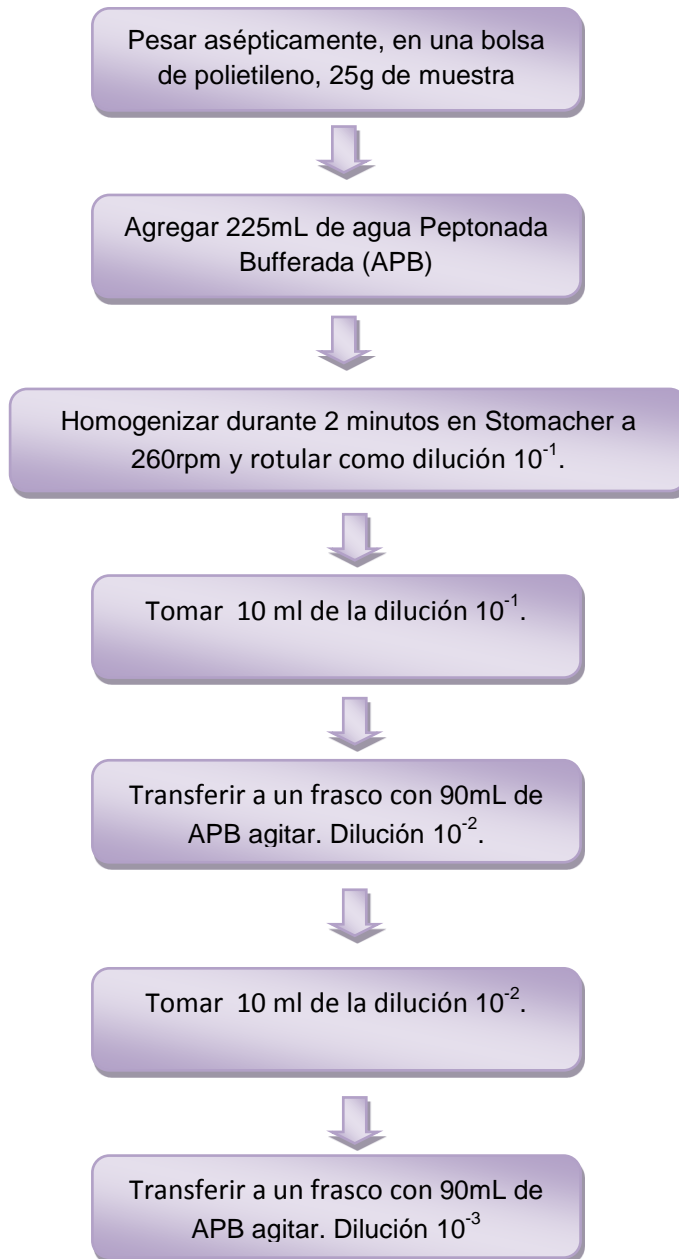 Pesar asépticamente, en una bolsa
de polietileno, 25g de muestra
Agregar 225mL de agua Peptonada
Bufferada (APB)
Homogenizar durante 2 minutos en Stomacher a
260rpm y rotular como dilución 10⁻¹.
Tomar 10 ml de la dilución 10⁻¹.
Transferir a un frasco con 90mL de
APB agitar. Dilución 10⁻².
Tomar 10 ml de la dilución 10⁻².
Transferir a un frasco con 90mL de
APB agitar. Dilución 10⁻³